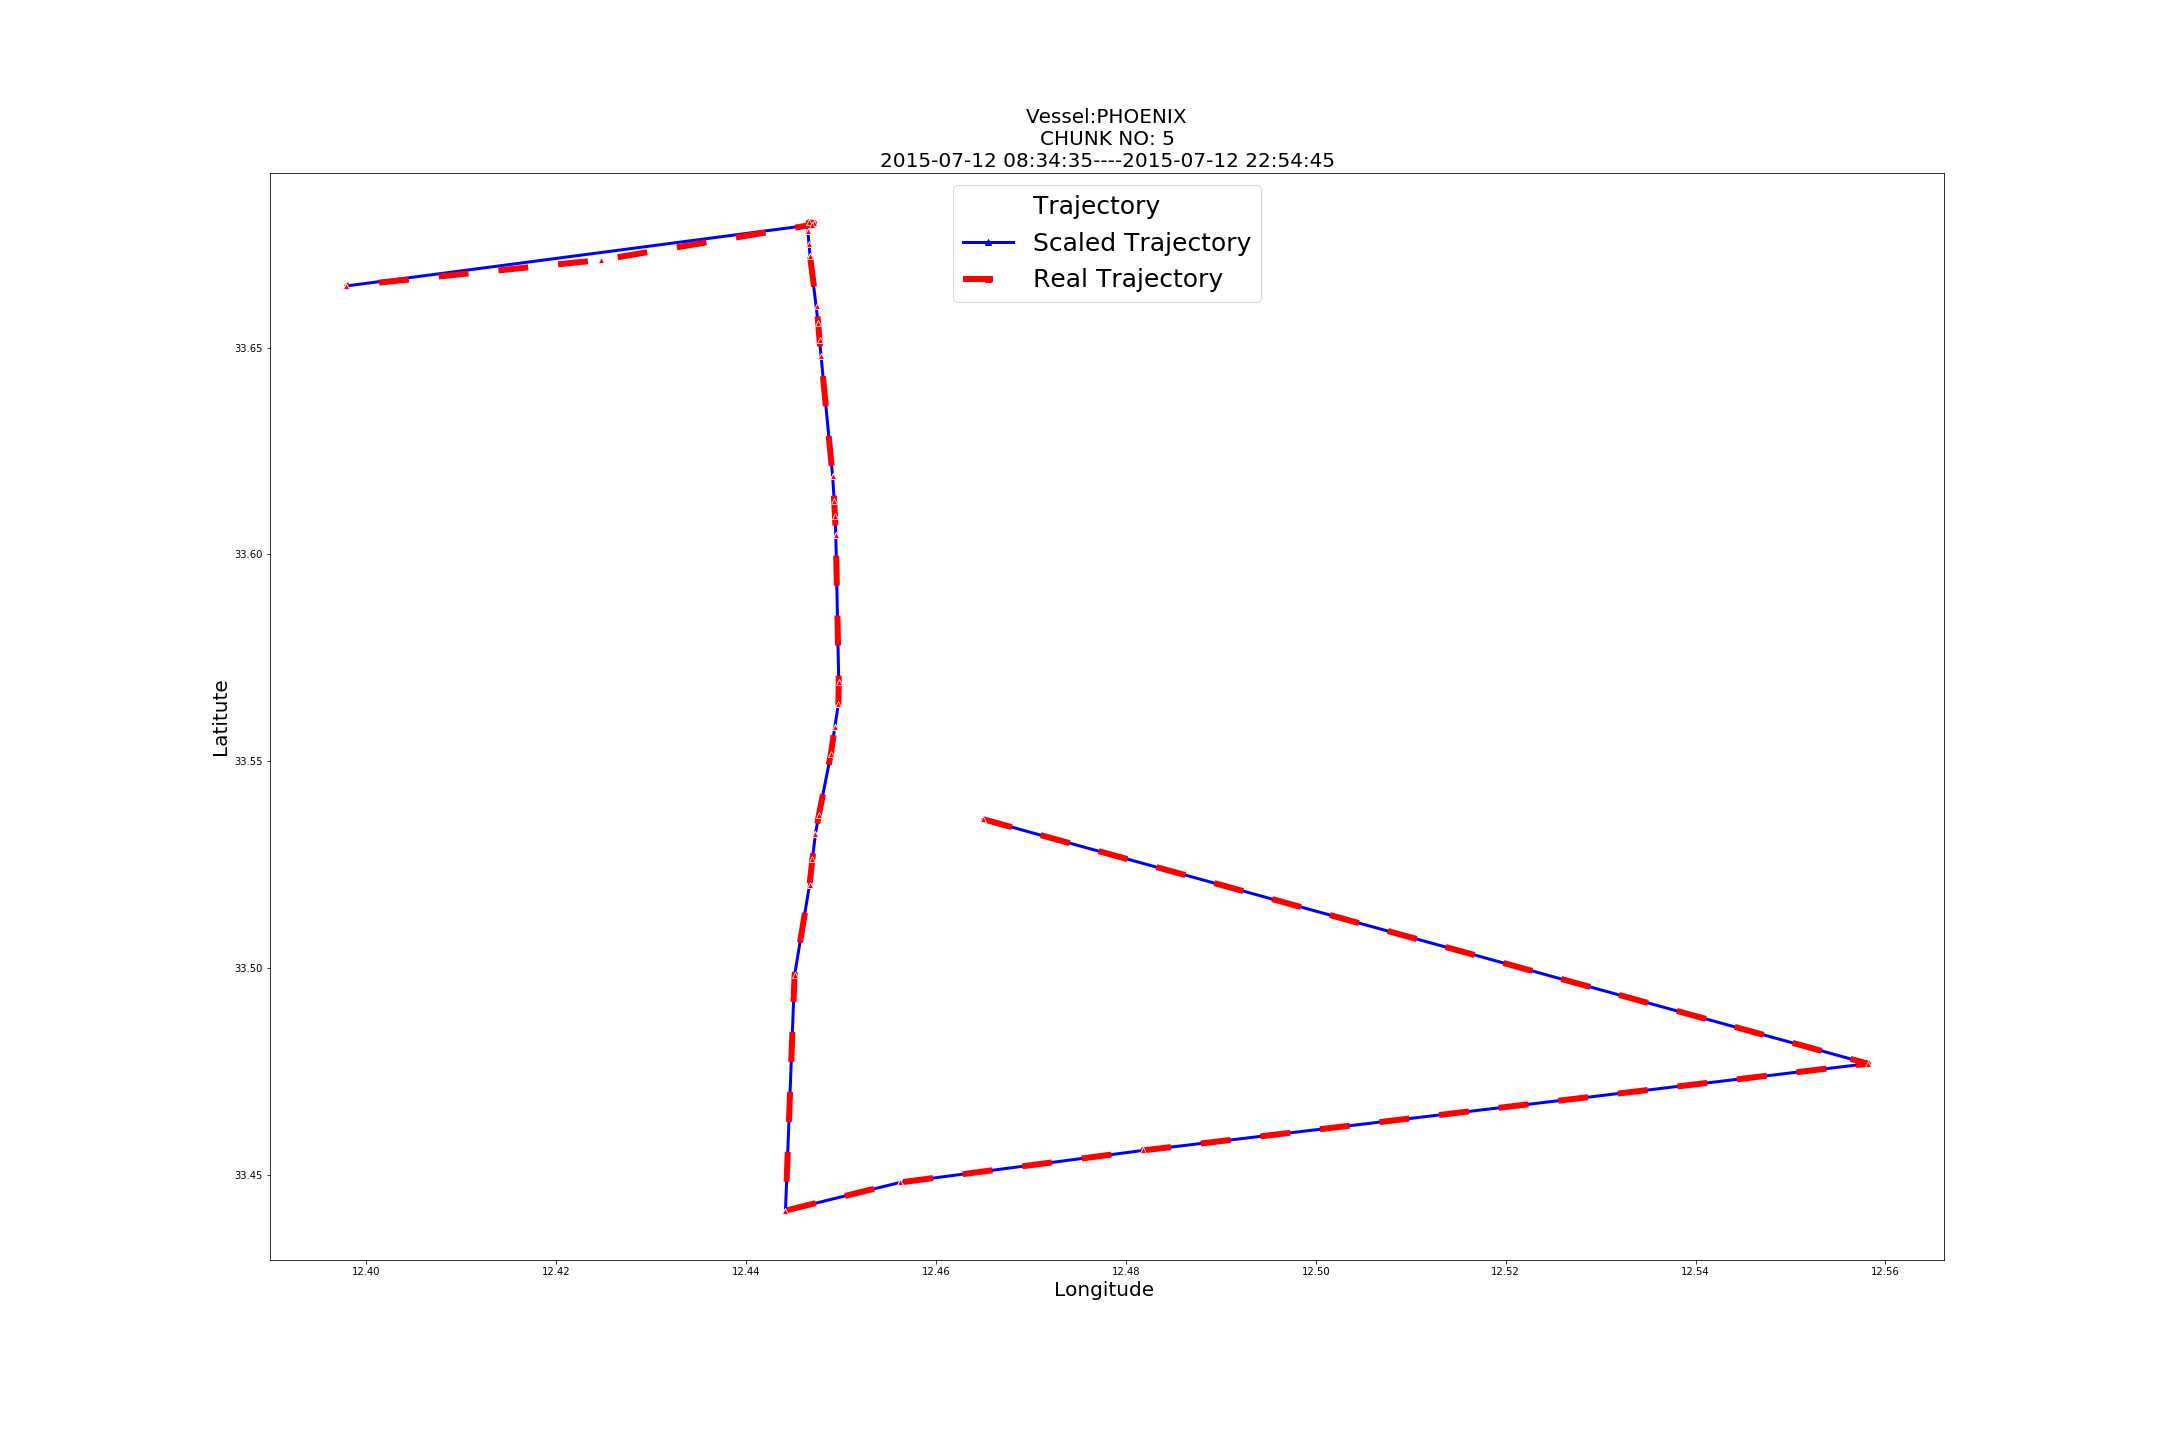 Vessel:PHOENIX
CHUNK NO: 5
2015-07-12 08:34:35----2015-07-12 22:54:45
Trajectory
Scaled Trajectory
Real Trajectory
33.65
33.60
33.55
33.50
33.45
Latitute
12.40 12.42 12.44 12.46 12.48 12.50 12.52 12.54 12.56
Longitude